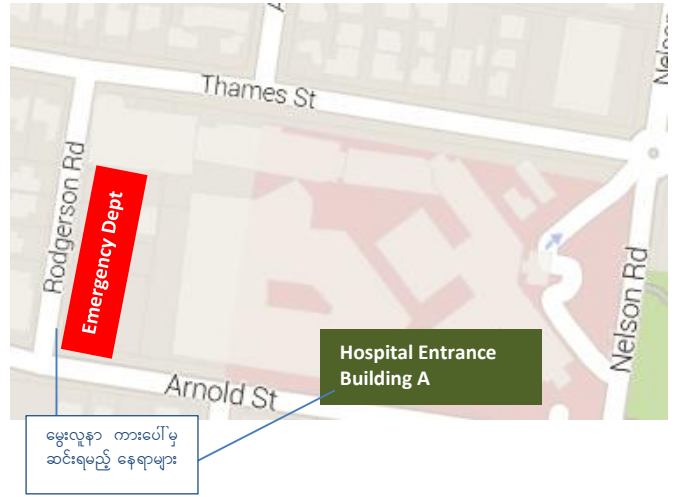 Thames St
Nelson
Rodgerson Rd
Emergency Dept
Nelson Rd
Hospital Entrance
Building A
Arnold St
မွေးလူနာ ကားပေါ်မှ
ဆင်းရမည့် နေရာများ